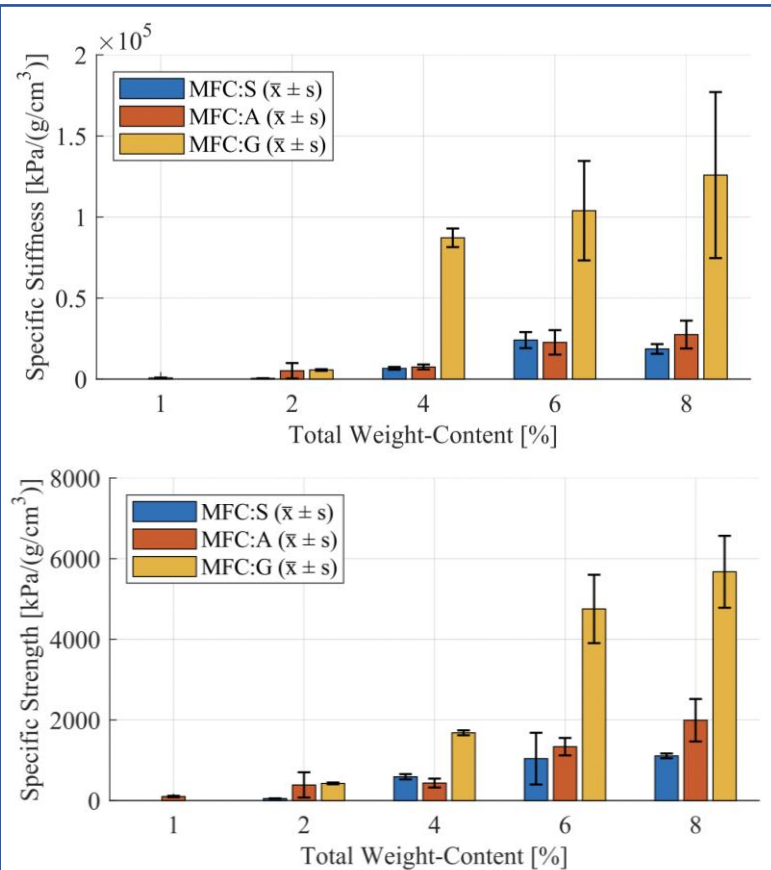 ×10⁵
2
1.5
1
0.5
0
Specific Stiffness [kPa/(g/cm³)]
MFC:S (x̄ ± s)
MFC:A (x̄ ± s)
MFC:G (x̄ ± s)
1 2 4 6 8
Total Weight-Content [%]
8000
6000
4000
2000
0
Specific Strength [kPa/(g/cm³)]
MFC:S (x̄ ± s)
MFC:A (x̄ ± s)
MFC:G (x̄ ± s)
1 2 4 6 8
Total Weight-Content [%]